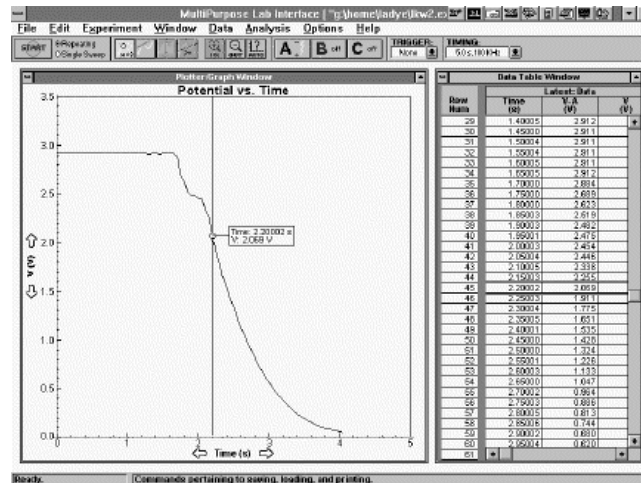 MultiPurpose Lab Interface [ "g:\home\ladye\lkw2.ex
File Edit Experiment Window Data Analysis Options Help
START Repeating
Single Sweep
A B off C off
TRIGGER:
None
TIMING:
5.0 s, 100 KHz
Plotter/Graph Window
Potential vs. Time
3.5
3.0
2.5
2.0
1.5
1.0
0.5
0.0
V (V)
Time: 2.20002 s
V: 2.069 V
0 1 2 3 4 5
Time (s)
Data Table Window
Latest: Data
Row Num Time (s) V-A (V) V (V)
29 1.40005 2.912
30 1.45000 2.911
31 1.50004 2.911
32 1.55004 2.911
33 1.60005 2.911
34 1.65005 2.912
35 1.70000 2.884
36 1.75000 2.689
37 1.80000 2.623
38 1.85003 2.519
39 1.90003 2.482
40 1.95001 2.475
41 2.00003 2.454
42 2.05004 2.446
43 2.10005 2.338
44 2.15003 2.255
45 2.20002 2.069
46 2.25003 1.911
47 2.30004 1.775
48 2.35005 1.651
49 2.40001 1.535
50 2.45000 1.428
51 2.50000 1.324
52 2.55001 1.226
53 2.60003 1.133
54 2.65000 1.047
55 2.70002 0.964
56 2.75003 0.886
57 2.80005 0.813
58 2.85006 0.744
59 2.90002 0.680
60 2.95004 0.620
61
Ready. Commands pertaining to saving, loading, and printing.